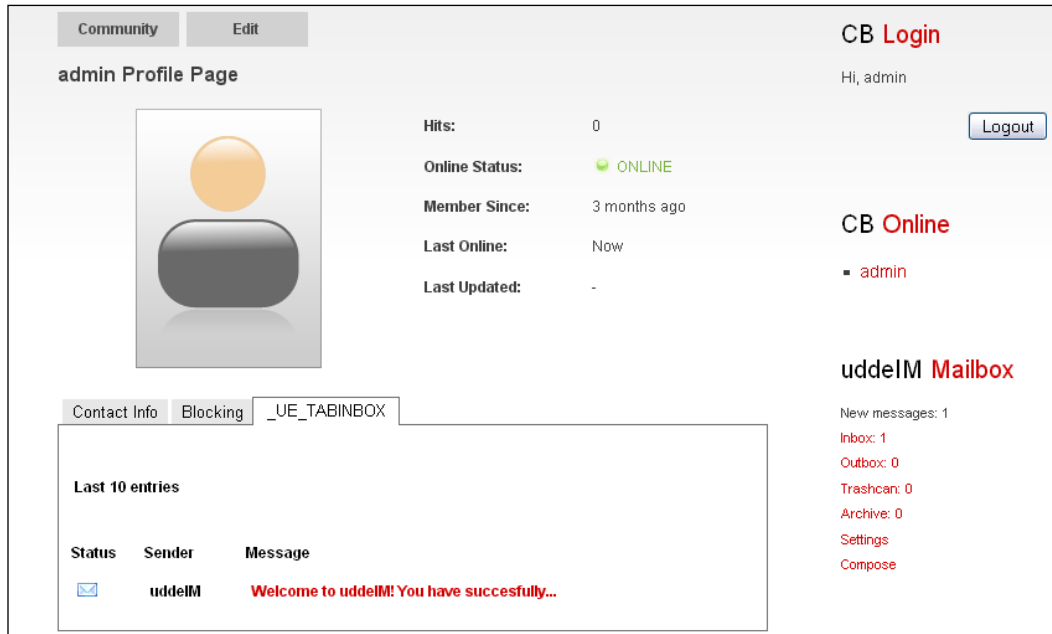 Community Edit
admin Profile Page
Hits: 0
Online Status: ONLINE
Member Since: 3 months ago
Last Online: Now
Last Updated: -
Contact Info Blocking _UE_TABINBOX
Last 10 entries
Status Sender Message
uddeIM Welcome to uddeIM! You have succesfully...
CB Login
Hi, admin
Logout
CB Online
admin
uddeIM Mailbox
New messages: 1
Inbox: 1
Outbox: 0
Trashcan: 0
Archive: 0
Settings
Compose